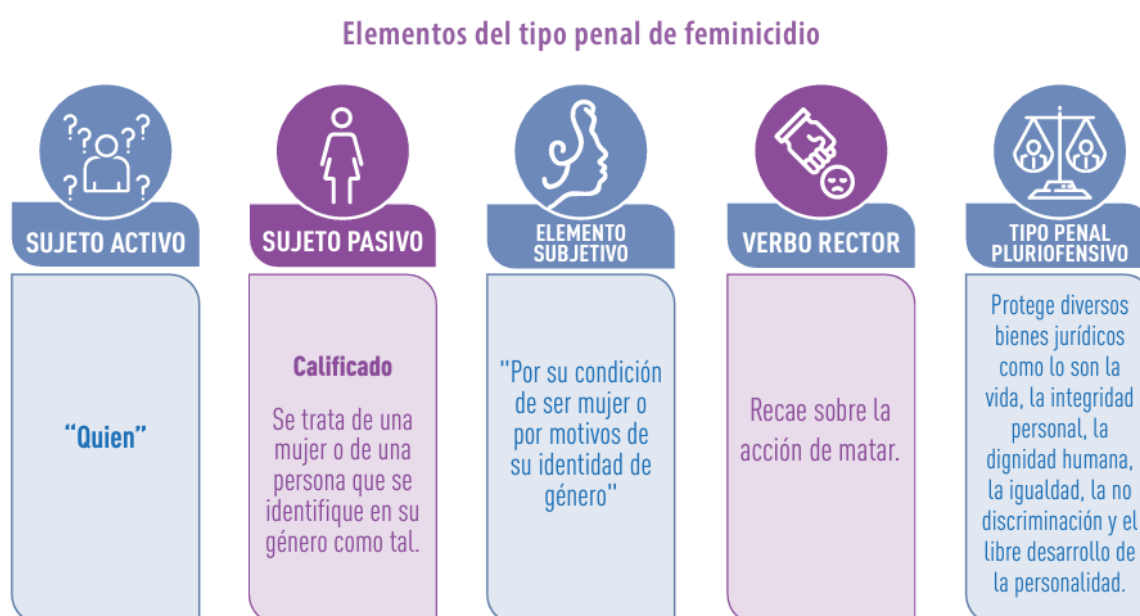 Elementos del tipo penal de feminicidio
? ? ? ? ? ?
SUJETO ACTIVO
“Quien”
SUJETO PASIVO
Calificado
Se trata de una
mujer o de una
persona que se
identifique en su
género como tal.
ELEMENTO
SUBJETIVO
"Por su condición
de ser mujer o
por motivos de
su identidad de
género"
VERBO RECTOR
Recae sobre la
acción de matar.
TIPO PENAL
PLURIOFENSIVO
Protege diversos
bienes jurídicos
como lo son la
vida, la integridad
personal, la
dignidad humana,
la igualdad, la no
discriminación y el
libre desarrollo de
la personalidad.